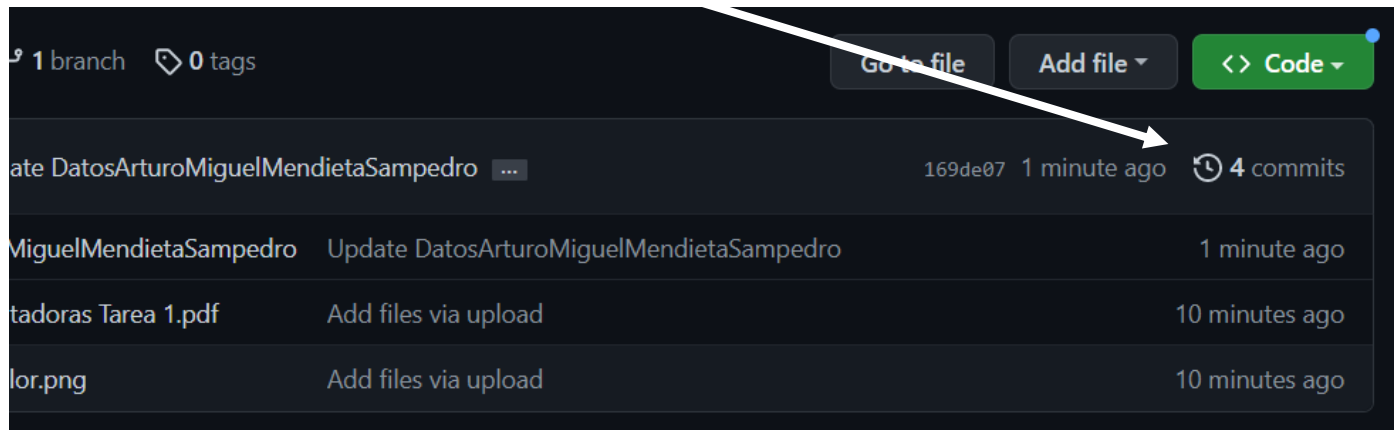 1 branch 0 tags Go to file Add file <> Code
ate DatosArturoMiguelMendietaSampedro ... 169de07 1 minute ago 4 commits
MiguelMendietaSampedro Update DatosArturoMiguelMendietaSampedro 1 minute ago
tadoras Tarea 1.pdf Add files via upload 10 minutes ago
lor.png Add files via upload 10 minutes ago